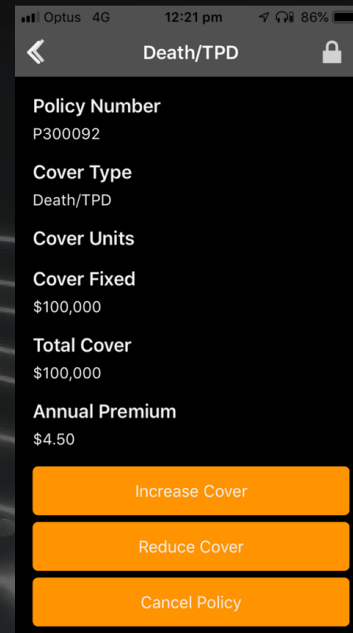 Optus 4G 12:21 pm 86%
Death/TPD
Policy Number
P300092
Cover Type
Death/TPD
Cover Units
Cover Fixed
$100,000
Total Cover
$100,000
Annual Premium
$4.50
Increase Cover
Reduce Cover
Cancel Policy